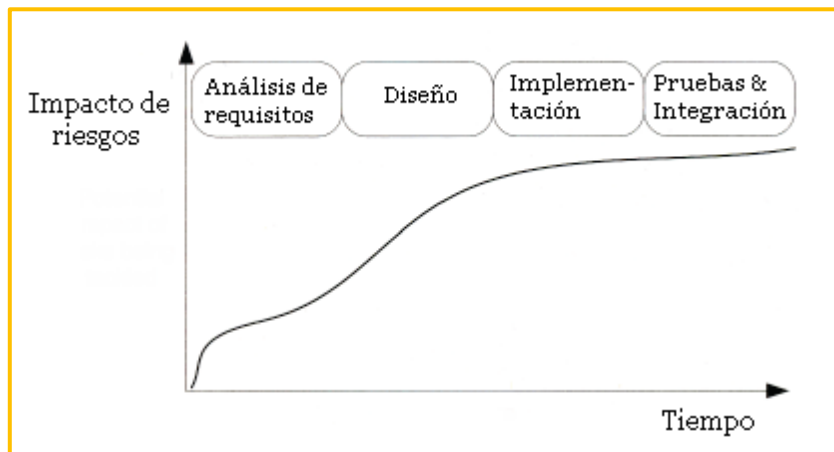 Impacto de
riesgos
Análisis de
requisitos
Diseño
Implemen-
tación
Pruebas &
Integración
Tiempo